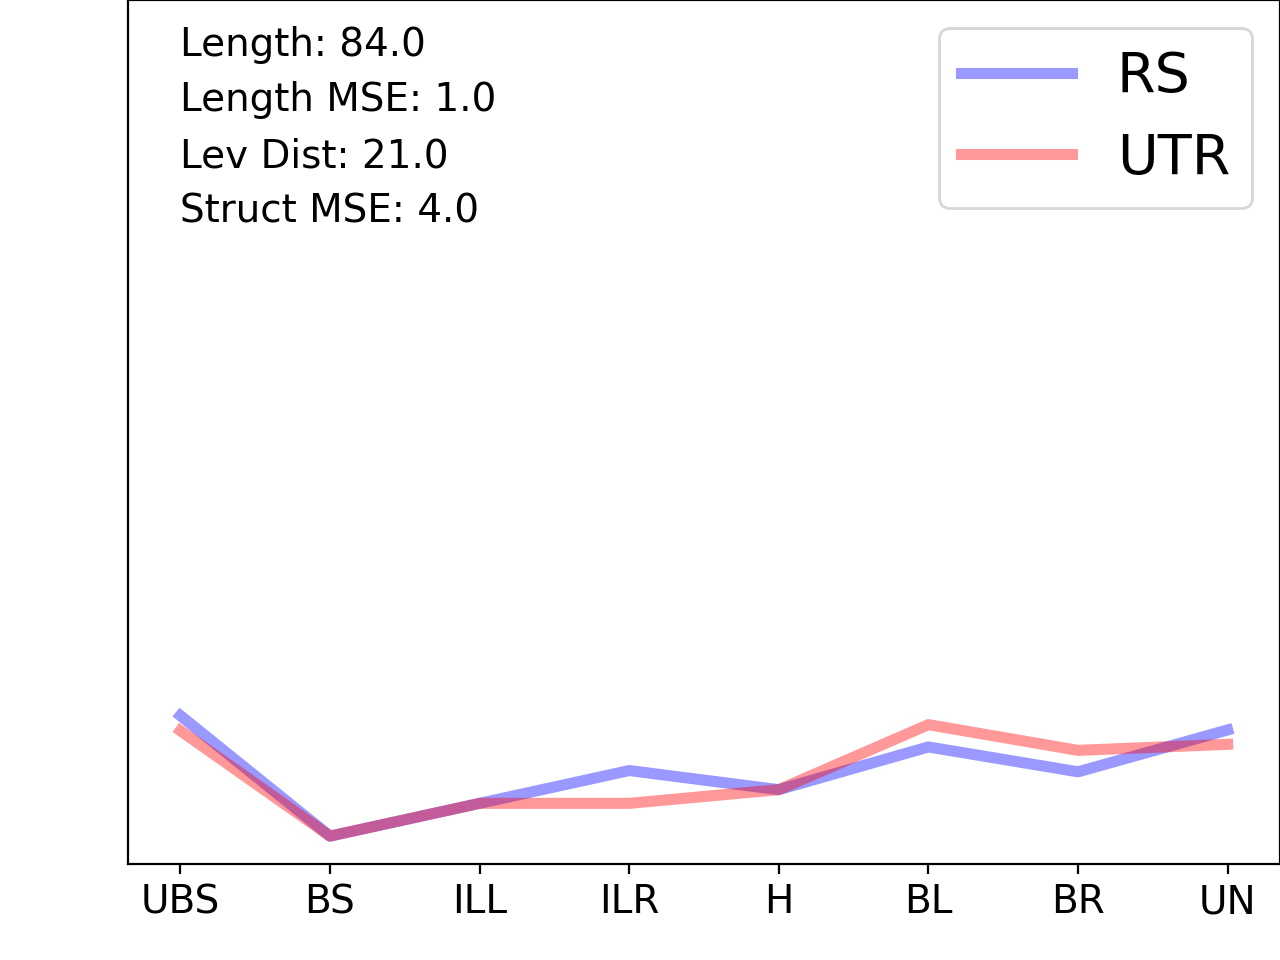 Length: 84.0
Length MSE: 1.0
Lev Dist: 21.0
Struct MSE: 4.0
RS
UTR
UBS BS ILL ILR H BL BR UN